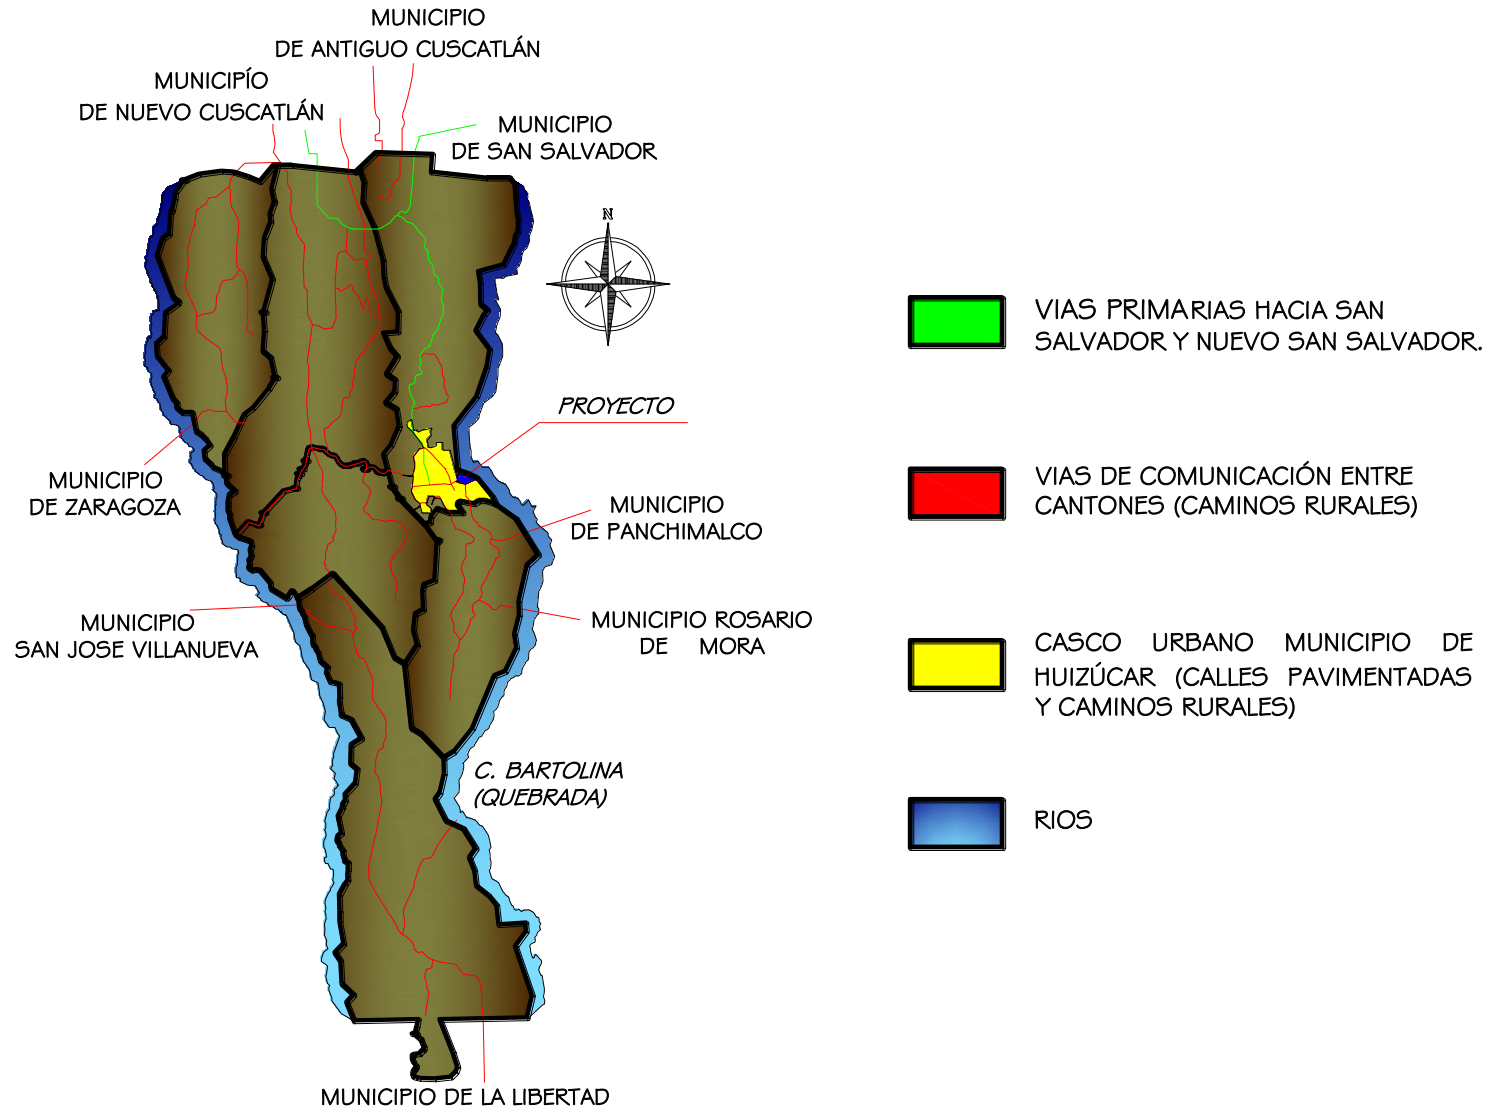 MUNICIPIO
DE ANTIGUO CUSCATLÁN
MUNICIPÍO
DE NUEVO CUSCATLÁN
MUNICIPIO
DE SAN SALVADOR
N
PROYECTO
MUNICIPIO
DE ZARAGOZA
MUNICIPIO
DE PANCHIMALCO
MUNICIPIO
SAN JOSE VILLANUEVA
MUNICIPIO ROSARIO
DE MORA
C. BARTOLINA
(QUEBRADA)
MUNICIPIO DE LA LIBERTAD
VIAS PRIMARIAS HACIA SAN
SALVADOR Y NUEVO SAN SALVADOR.
VIAS DE COMUNICACIÓN ENTRE
CANTONES (CAMINOS RURALES)
CASCO URBANO MUNICIPIO DE
HUIZÚCAR (CALLES PAVIMENTADAS
Y CAMINOS RURALES)
RIOS